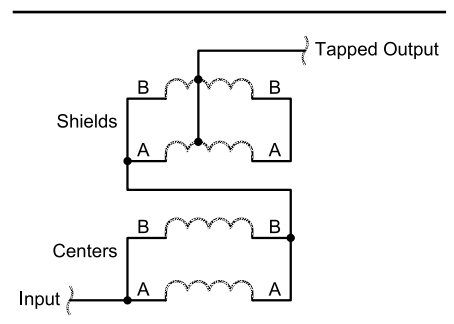 Tapped Output
B B
Shields
A A
B B
Centers
A A
Input